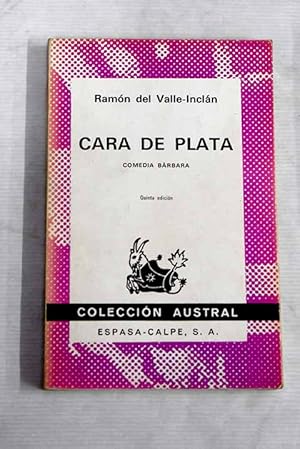 Ramón del Valle-Inclán
CARA DE PLATA
COMEDIA BÁRBARA
Quinta edición
COLECCIÓN AUSTRAL
ESPASA-CALPE, S. A.